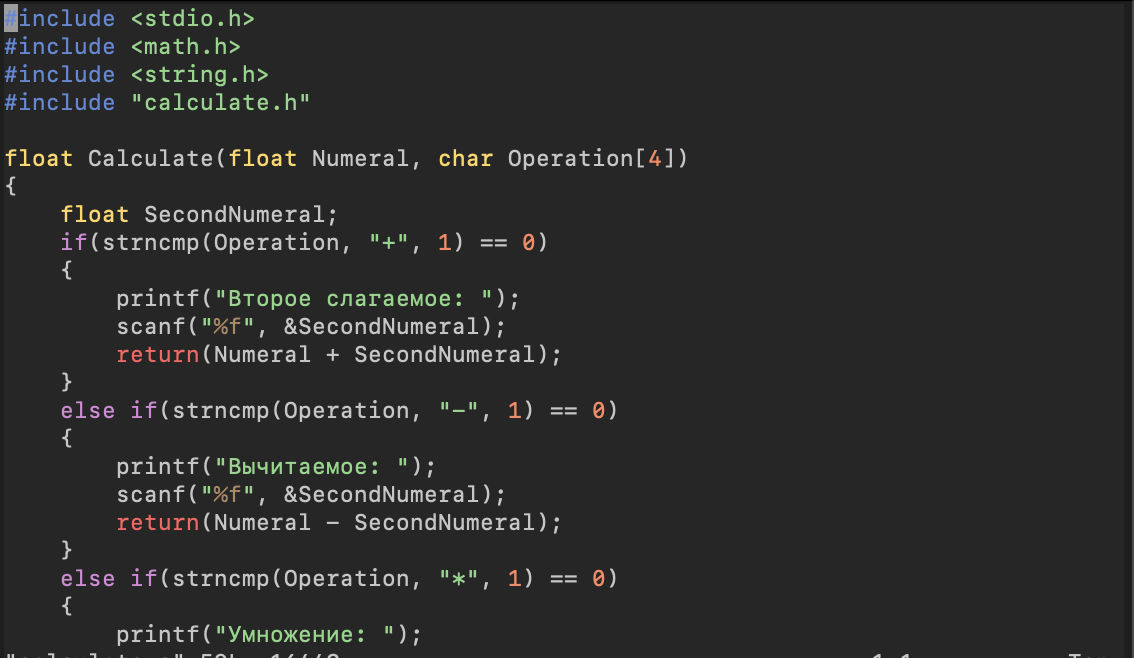 #include <stdio.h>
#include <math.h>
#include <string.h>
#include "calculate.h"
float Calculate(float Numeral, char Operation[4])
{
float SecondNumeral;
if(strncmp(Operation, "+", 1) == 0)
{
printf("Второе слагаемое: ");
scanf("%f", &SecondNumeral);
return(Numeral + SecondNumeral);
}
else if(strncmp(Operation, "-", 1) == 0)
{
printf("Вычитаемое: ");
scanf("%f", &SecondNumeral);
return(Numeral - SecondNumeral);
}
else if(strncmp(Operation, "*", 1) == 0)
{
printf("Умножение: ");